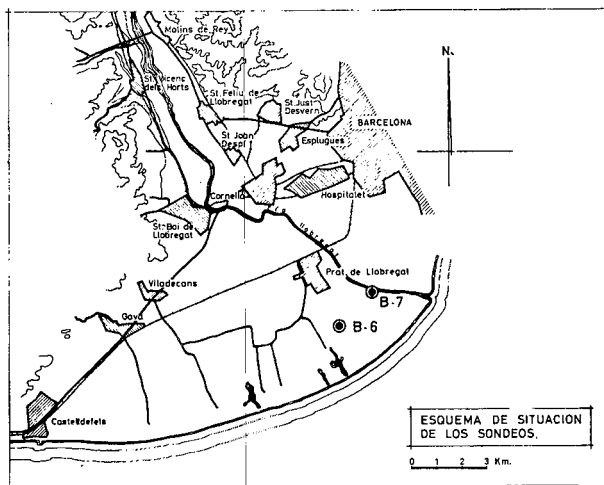 Molins de Rey
N.
St. Vicenç
dels Horts
St. Feliu de
Llobregat
St. Just
Desvern
BARCELONA
St. Joan
Despí
Esplugues
Cornellà
Hospitalet
St. Boi de
Llobregat
Llobregat
Viladecans
Prat de Llobregat
B-7
Gavà
B-6
Castelldefels
ESQUEMA DE SITUACION
DE LOS SONDEOS.
0 1 2 3 Km.